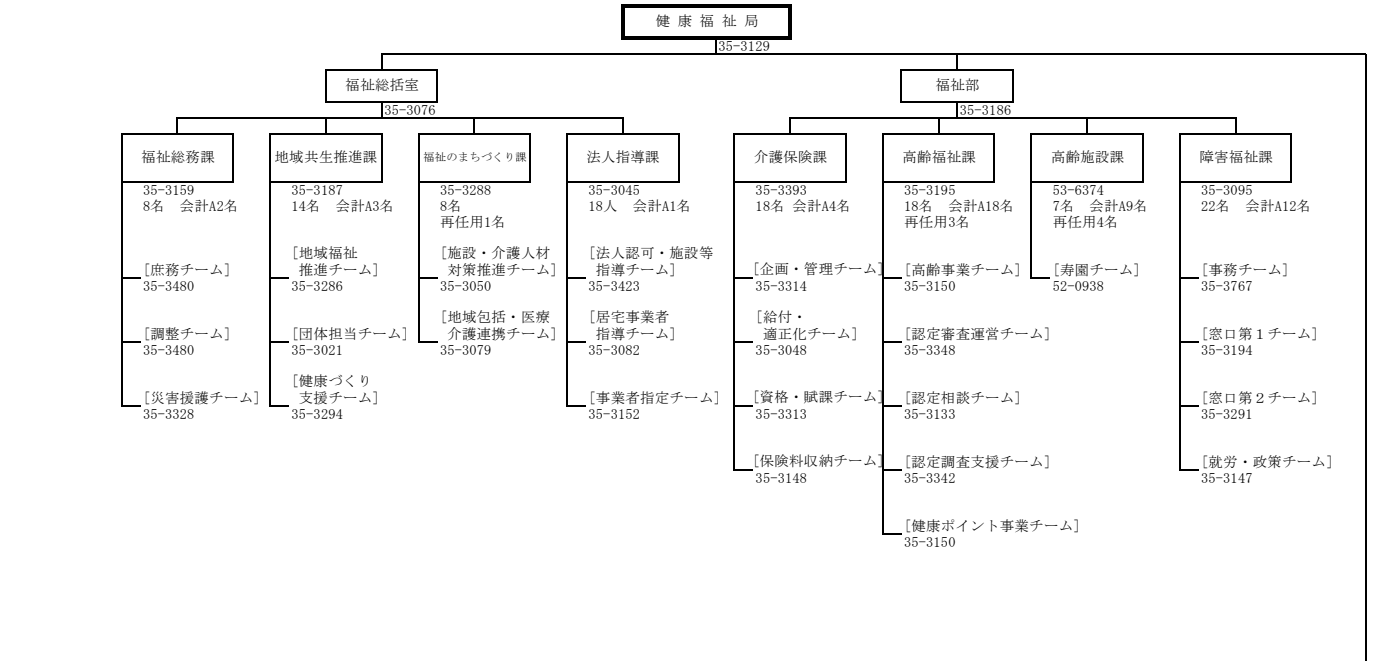 健 康 福 祉 局
35-3129
福祉総括室
35-3076
福祉総務課
35-3159
8名　会計A2名
[庶務チーム]
35-3480
[調整チーム]
35-3480
[災害援護チーム]
35-3328
地域共生推進課
35-3187
14名　会計A3名
[地域福祉
推進チーム]
35-3286
[団体担当チーム]
35-3021
[健康づくり
支援チーム]
35-3294
福祉のまちづくり課
35-3288
8名
再任用1名
[施設・介護人材
対策推進チーム]
35-3050
[地域包括・医療
介護連携チーム]
35-3079
法人指導課
35-3045
18人　会計A1名
[法人認可・施設等
指導チーム]
35-3423
[居宅事業者
指導チーム]
35-3082
[事業者指定チーム]
35-3152
福祉部
35-3186
介護保険課
35-3393
18名 会計A4名
[企画・管理チーム]
35-3314
[給付・
適正化チーム]
35-3048
[資格・賦課チーム]
35-3313
[保険料収納チーム]
35-3148
高齢福祉課
35-3195
18名　会計A18名
再任用3名
[高齢事業チーム]
35-3150
[認定審査運営チーム]
35-3348
[認定相談チーム]
35-3133
[認定調査支援チーム]
35-3342
[健康ポイント事業チーム]
35-3150
高齢施設課
53-6374
7名　会計A9名
再任用4名
[寿園チーム]
52-0938
障害福祉課
35-3095
22名　会計A12名
[事務チーム]
35-3767
[窓口第１チーム]
35-3194
[窓口第２チーム]
35-3291
[就労・政策チーム]
35-3147